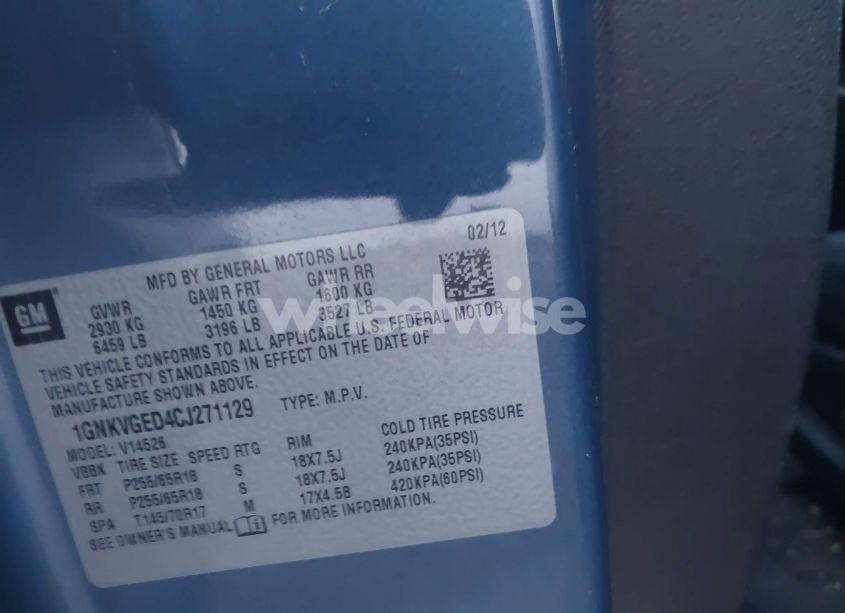 02/12
MFD BY GENERAL MOTORS LLC
GM®
GVWR GAWR FRT GAWR RR
2930 KG 1450 KG 1600 KG
6459 LB 3196 LB 3527 LB
wheelwise
THIS VEHICLE CONFORMS TO ALL APPLICABLE U.S. FEDERAL MOTOR
VEHICLE SAFETY STANDARDS IN EFFECT ON THE DATE OF
MANUFACTURE SHOWN ABOVE.
1GNKVGED4CJ271129 TYPE: M.P.V.
MODEL: V14526
VBBX TIRE SIZE SPEED RTG RIM COLD TIRE PRESSURE
FRT P255/65R18 S 18X7.5J 240KPA(35PSI)
RR P255/65R18 S 18X7.5J 240KPA(35PSI)
SPA T145/70R17 M 17X4.5B 420KPA(60PSI)
SEE OWNER'S MANUAL FOR MORE INFORMATION.